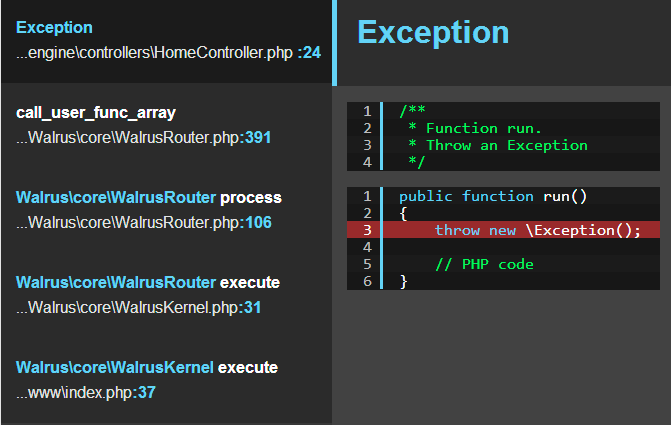 Exception
...engine\controllers\HomeController.php :24
call_user_func_array
...Walrus\core\WalrusRouter.php:391
Walrus\core\WalrusRouter process
...Walrus\core\WalrusRouter.php:106
Walrus\core\WalrusRouter execute
...Walrus\core\WalrusKernel.php:31
Walrus\core\WalrusKernel execute
...www\index.php:37
Exception
1 /**
2  * Function run.
3  * Throw an Exception
4  */
1 public function run()
2 {
3     throw new \Exception();
4
5     // PHP code
6 }